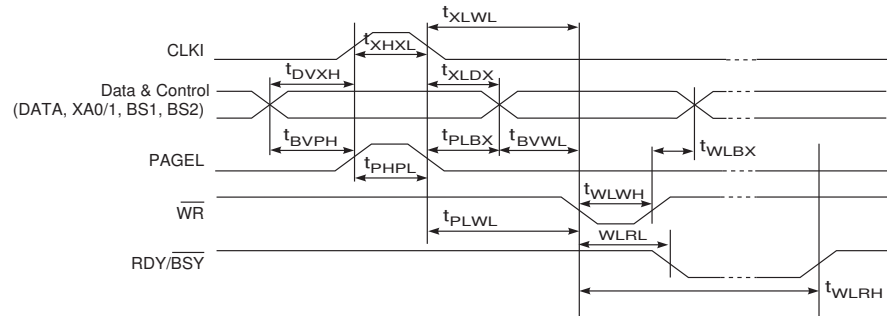 t_XLWL
CLKI
t_XHXL
t_DVXH
t_XLDX
Data & Control
(DATA, XA0/1, BS1, BS2)
t_BVPH
t_PLBX
t_BVWL
t_WLBX
PAGEL
t_PHPL
t_WLWH
WR
t_PLWL
WLRL
RDY/BSY
t_WLRH